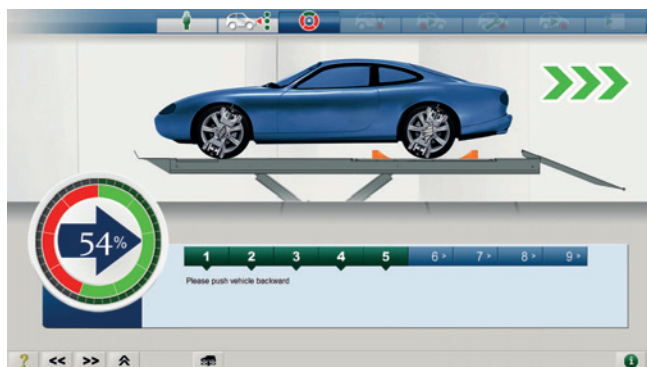 54%
1 2 3 4 5 6 > 7 > 8 > 9 >
Please push vehicle backward
? << >>
i